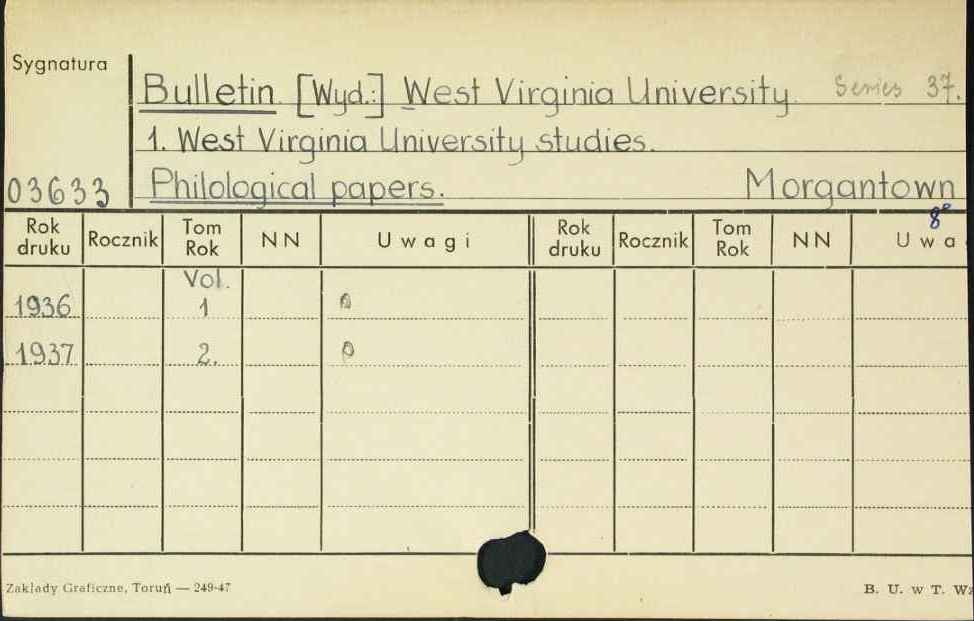 Sygnatura
Bulletin. [Wyd.:] West Virginia University. Series 37.
1. West Virginia University studies.
03633 Philological papers. Morgantown
8°
Rok druku Rocznik Tom Rok NN Uwagi Rok druku Rocznik Tom Rok NN Uwa
Vol.
1936 1
1937 2.
Zakłady Graficzne, Toruń — 249-47 B. U. w T. W